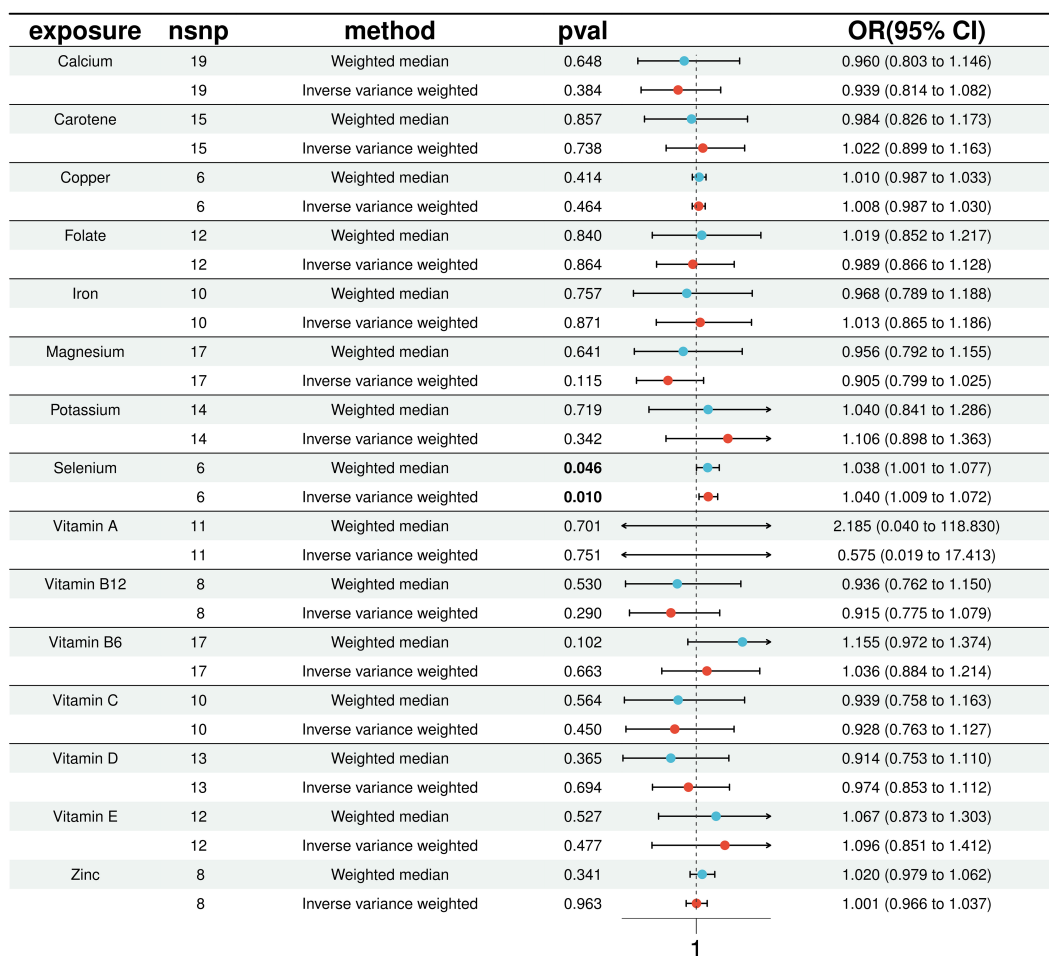 exposure nsnp method pval OR(95% CI)
Calcium 19 Weighted median 0.648 0.960 (0.803 to 1.146)
19 Inverse variance weighted 0.384 0.939 (0.814 to 1.082)
Carotene 15 Weighted median 0.857 0.984 (0.826 to 1.173)
15 Inverse variance weighted 0.738 1.022 (0.899 to 1.163)
Copper 6 Weighted median 0.414 1.010 (0.987 to 1.033)
6 Inverse variance weighted 0.464 1.008 (0.987 to 1.030)
Folate 12 Weighted median 0.840 1.019 (0.852 to 1.217)
12 Inverse variance weighted 0.864 0.989 (0.866 to 1.128)
Iron 10 Weighted median 0.757 0.968 (0.789 to 1.188)
10 Inverse variance weighted 0.871 1.013 (0.865 to 1.186)
Magnesium 17 Weighted median 0.641 0.956 (0.792 to 1.155)
17 Inverse variance weighted 0.115 0.905 (0.799 to 1.025)
Potassium 14 Weighted median 0.719 1.040 (0.841 to 1.286)
14 Inverse variance weighted 0.342 1.106 (0.898 to 1.363)
Selenium 6 Weighted median 0.046 1.038 (1.001 to 1.077)
6 Inverse variance weighted 0.010 1.040 (1.009 to 1.072)
Vitamin A 11 Weighted median 0.701 2.185 (0.040 to 118.830)
11 Inverse variance weighted 0.751 0.575 (0.019 to 17.413)
Vitamin B12 8 Weighted median 0.530 0.936 (0.762 to 1.150)
8 Inverse variance weighted 0.290 0.915 (0.775 to 1.079)
Vitamin B6 17 Weighted median 0.102 1.155 (0.972 to 1.374)
17 Inverse variance weighted 0.663 1.036 (0.884 to 1.214)
Vitamin C 10 Weighted median 0.564 0.939 (0.758 to 1.163)
10 Inverse variance weighted 0.450 0.928 (0.763 to 1.127)
Vitamin D 13 Weighted median 0.365 0.914 (0.753 to 1.110)
13 Inverse variance weighted 0.694 0.974 (0.853 to 1.112)
Vitamin E 12 Weighted median 0.527 1.067 (0.873 to 1.303)
12 Inverse variance weighted 0.477 1.096 (0.851 to 1.412)
Zinc 8 Weighted median 0.341 1.020 (0.979 to 1.062)
8 Inverse variance weighted 0.963 1.001 (0.966 to 1.037)
1